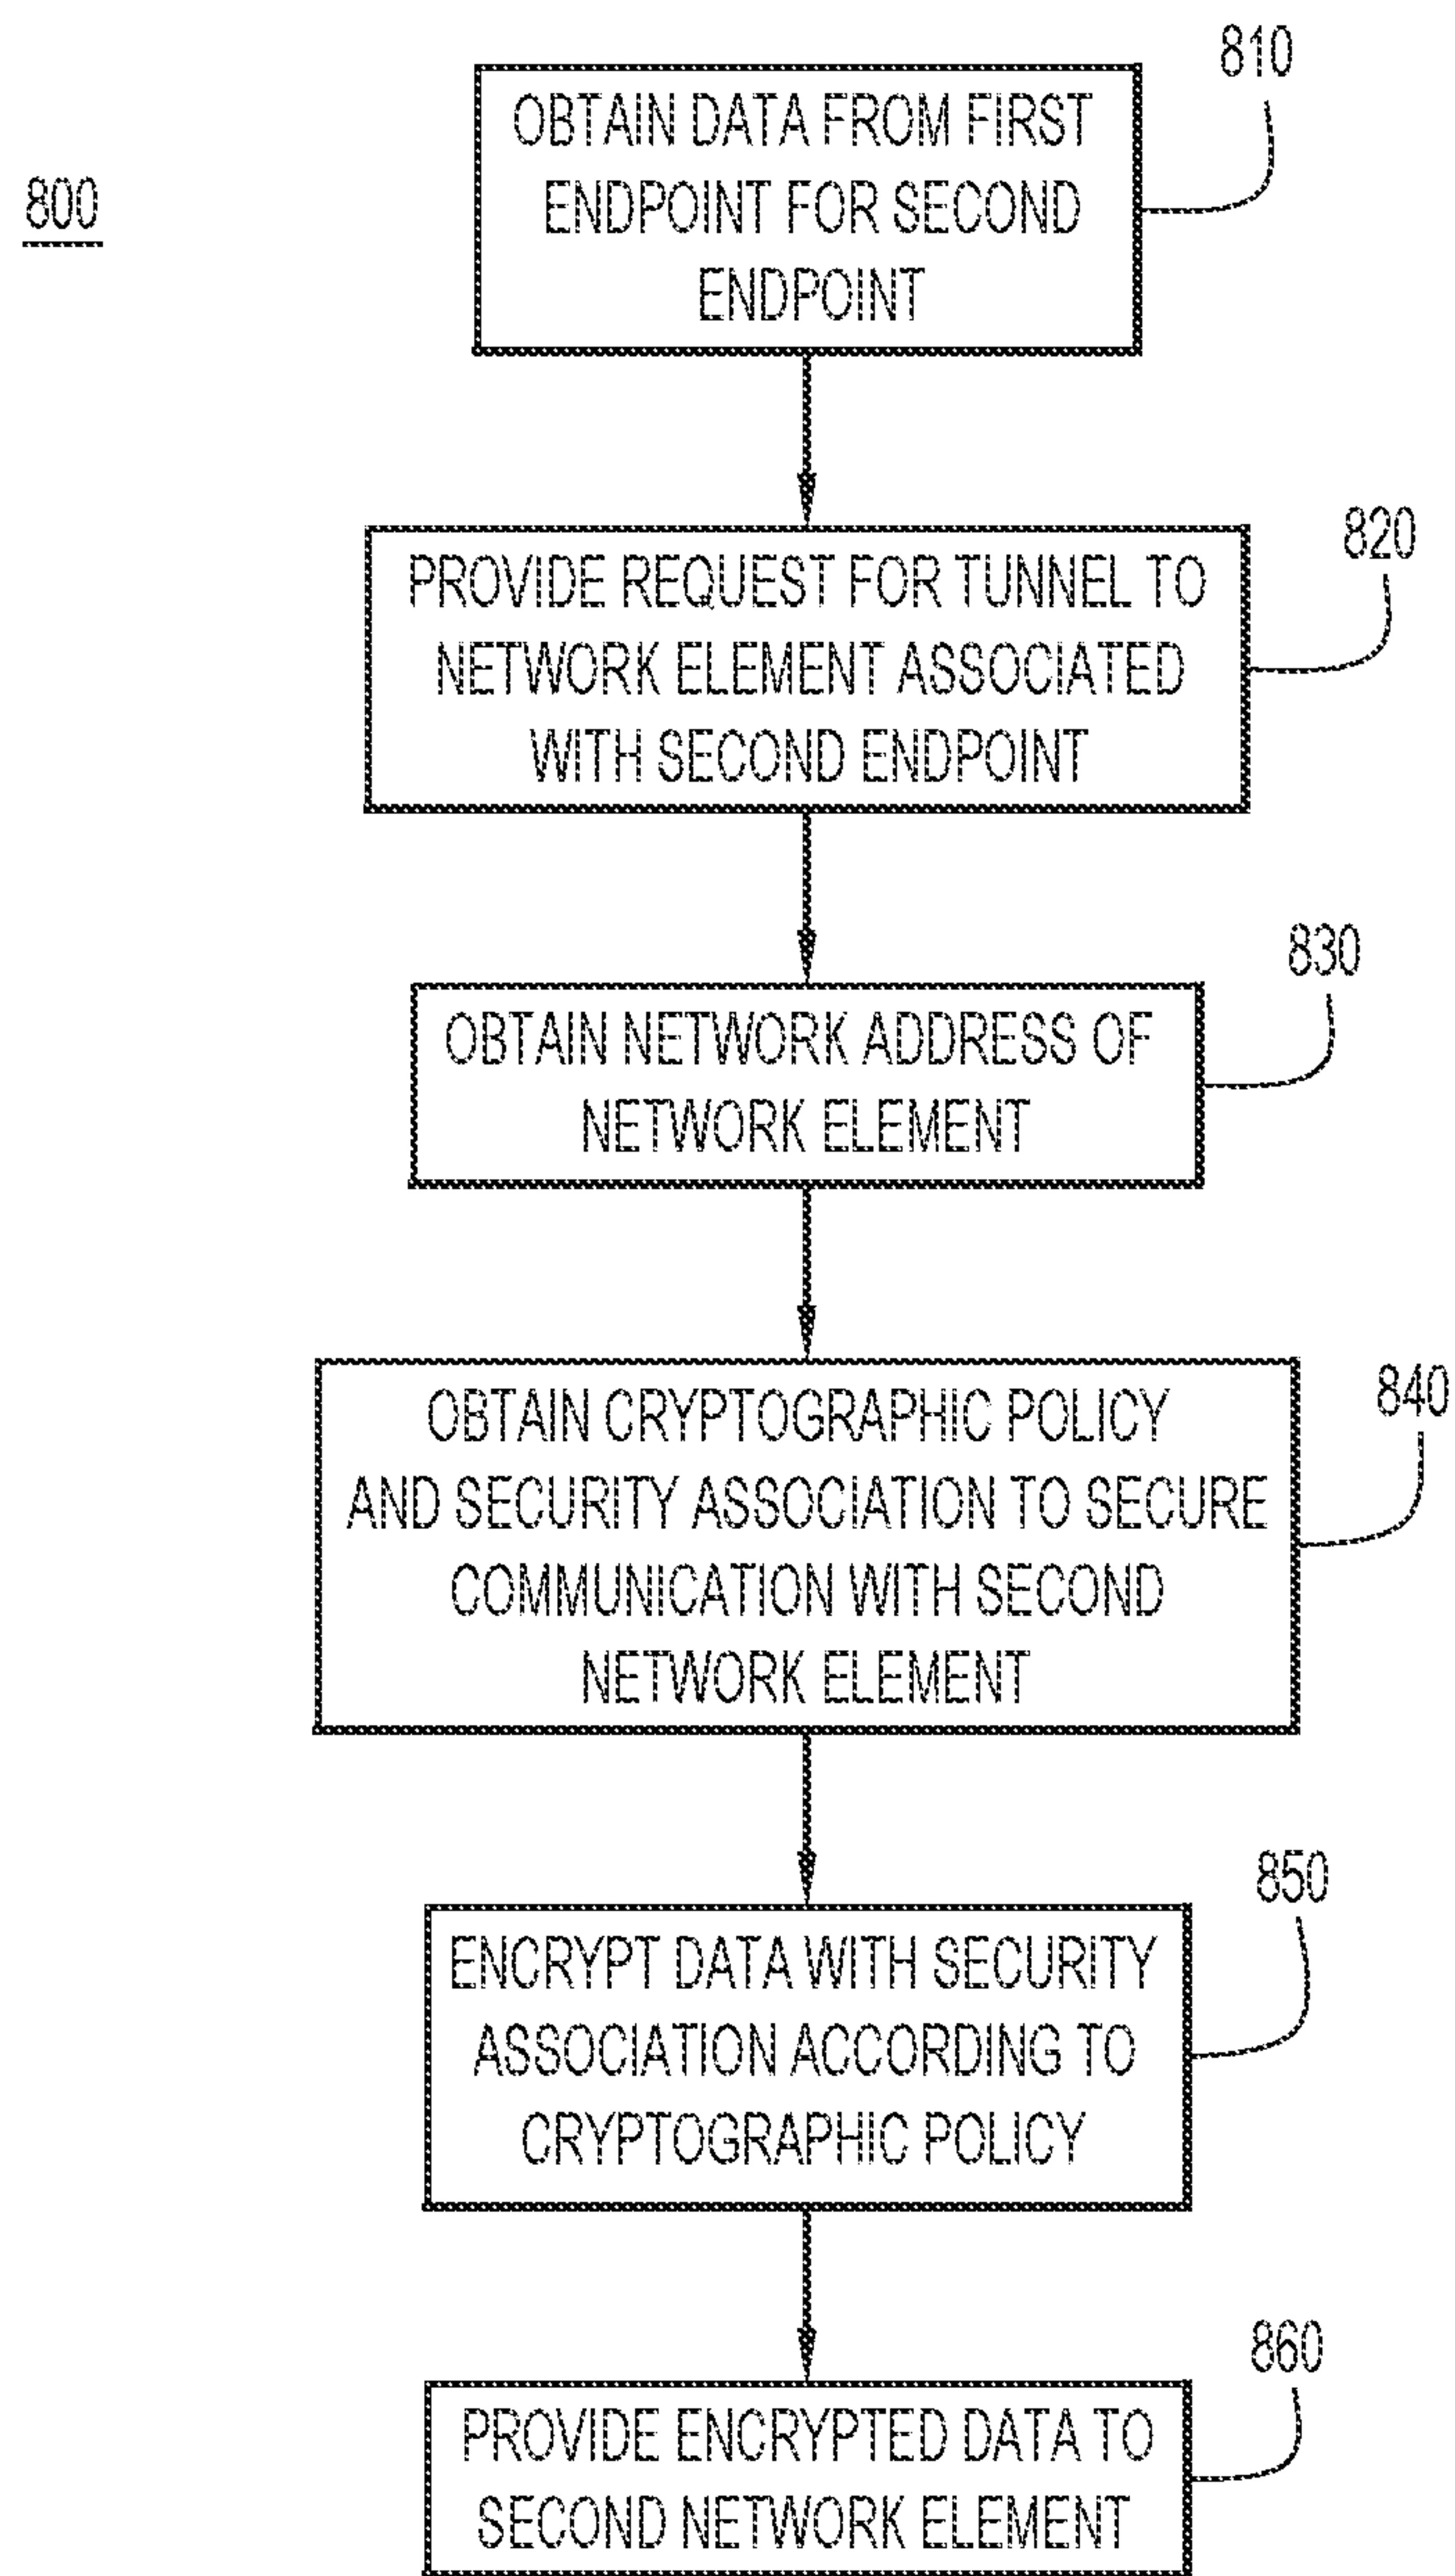 800
810
OBTAIN DATA FROM FIRST
ENDPOINT FOR SECOND
ENDPOINT
820
PROVIDE REQUEST FOR TUNNEL TO
NETWORK ELEMENT ASSOCIATED
WITH SECOND ENDPOINT
830
OBTAIN NETWORK ADDRESS OF
NETWORK ELEMENT
840
OBTAIN CRYPTOGRAPHIC POLICY
AND SECURITY ASSOCIATION TO SECURE
COMMUNICATION WITH SECOND
NETWORK ELEMENT
850
ENCRYPT DATA WITH SECURITY
ASSOCIATION ACCORDING TO
CRYPTOGRAPHIC POLICY
860
PROVIDE ENCRYPTED DATA TO
SECOND NETWORK ELEMENT